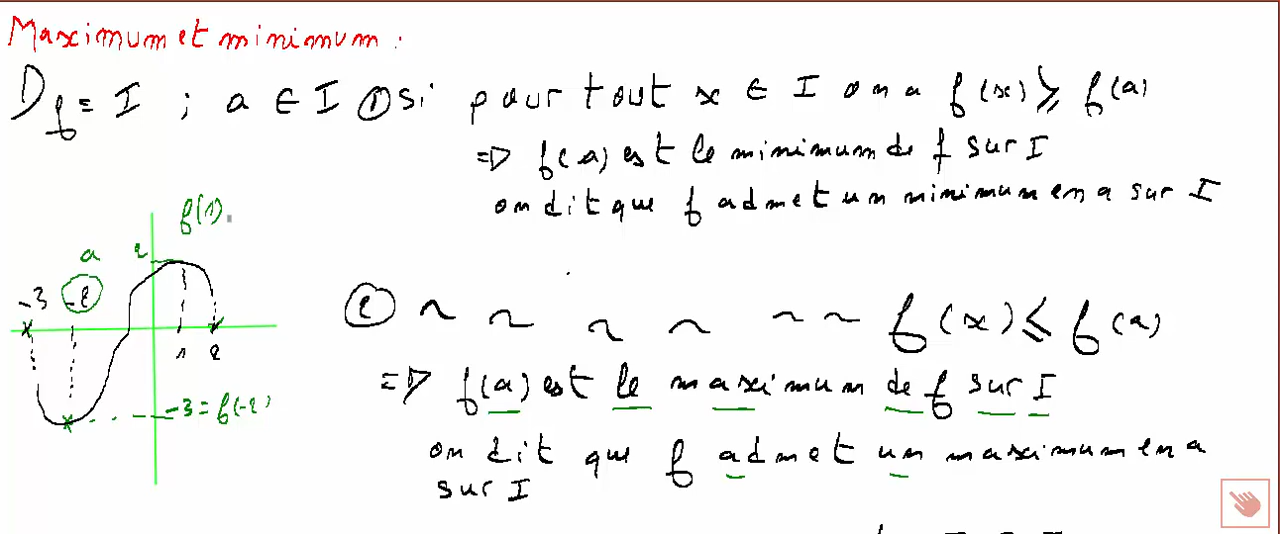 Maximum et minimum :
Df = I ; a ∈ I ① si pour tout x ∈ I on a f(x) ⩾ f(a)
=> f(a) est le minimum de f sur I
on dit que f admet un minimum en a sur I
f(1)
a
2
-3 -2
② ~ ~ ~ ~ ~ ~ f(x) ⩽ f(a)
1 2
=> f(a) est le maximum de f sur I
-3 = f(-2)
on dit que f admet un maximum en a
sur I